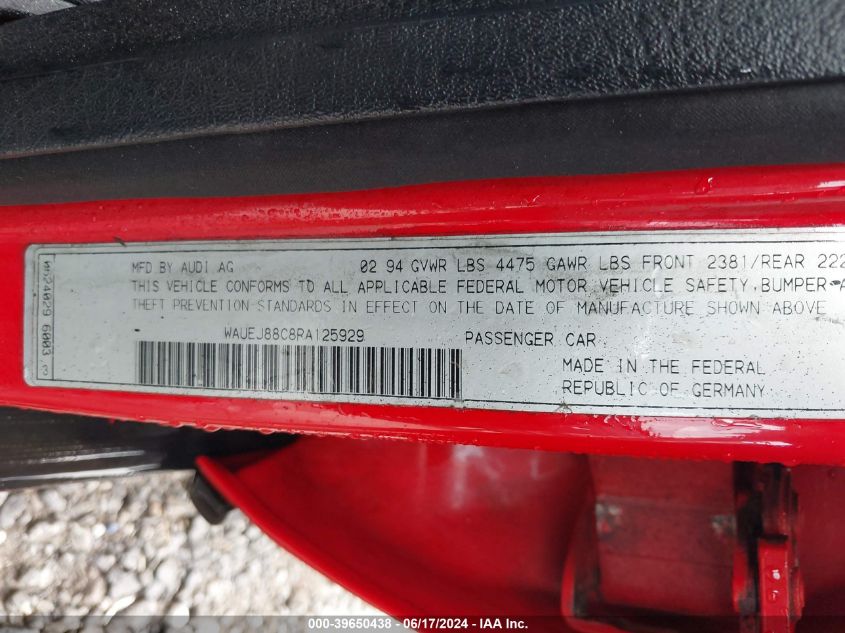 MFD BY AUDI AG 02 94 GVWR LBS 4475 GAWR LBS FRONT 2381/REAR 222
THIS VEHICLE CONFORMS TO ALL APPLICABLE FEDERAL MOTOR VEHICLE SAFETY, BUMPER A
THEFT PREVENTION STANDARDS IN EFFECT ON THE DATE OF MANUFACTURE SHOWN ABOVE
WAUEJ88C8RA125929 PASSENGER CAR
MADE IN THE FEDERAL
REPUBLIC OF GERMANY
000-39650438 - 06/17/2024 - IAA Inc.